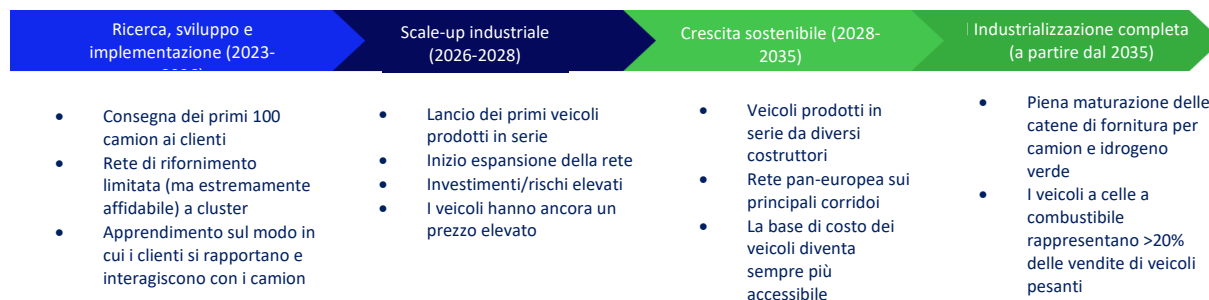 Ricerca, sviluppo e
implementazione (2023-
Scale-up industriale
(2026-2028)
Crescita sostenibile (2028-
2035)
Industrializzazione completa
(a partire dal 2035)
• Consegna dei primi 100
camion ai clienti
• Rete di rifornimento
limitata (ma estremamente
affidabile) a cluster
• Apprendimento sul modo in
cui i clienti si rapportano e
interagiscono con i camion
• Lancio dei primi veicoli
prodotti in serie
• Inizio espansione della rete
• Investimenti/rischi elevati
• I veicoli hanno ancora un
prezzo elevato
• Veicoli prodotti in
serie da diversi
costruttori
• Rete pan-europea sui
principali corridoi
• La base di costo dei
veicoli diventa
sempre più
accessibile
• Piena maturazione delle
catene di fornitura per
camion e idrogeno
verde
• I veicoli a celle a
combustibile
rappresentano >20%
delle vendite di veicoli
pesanti